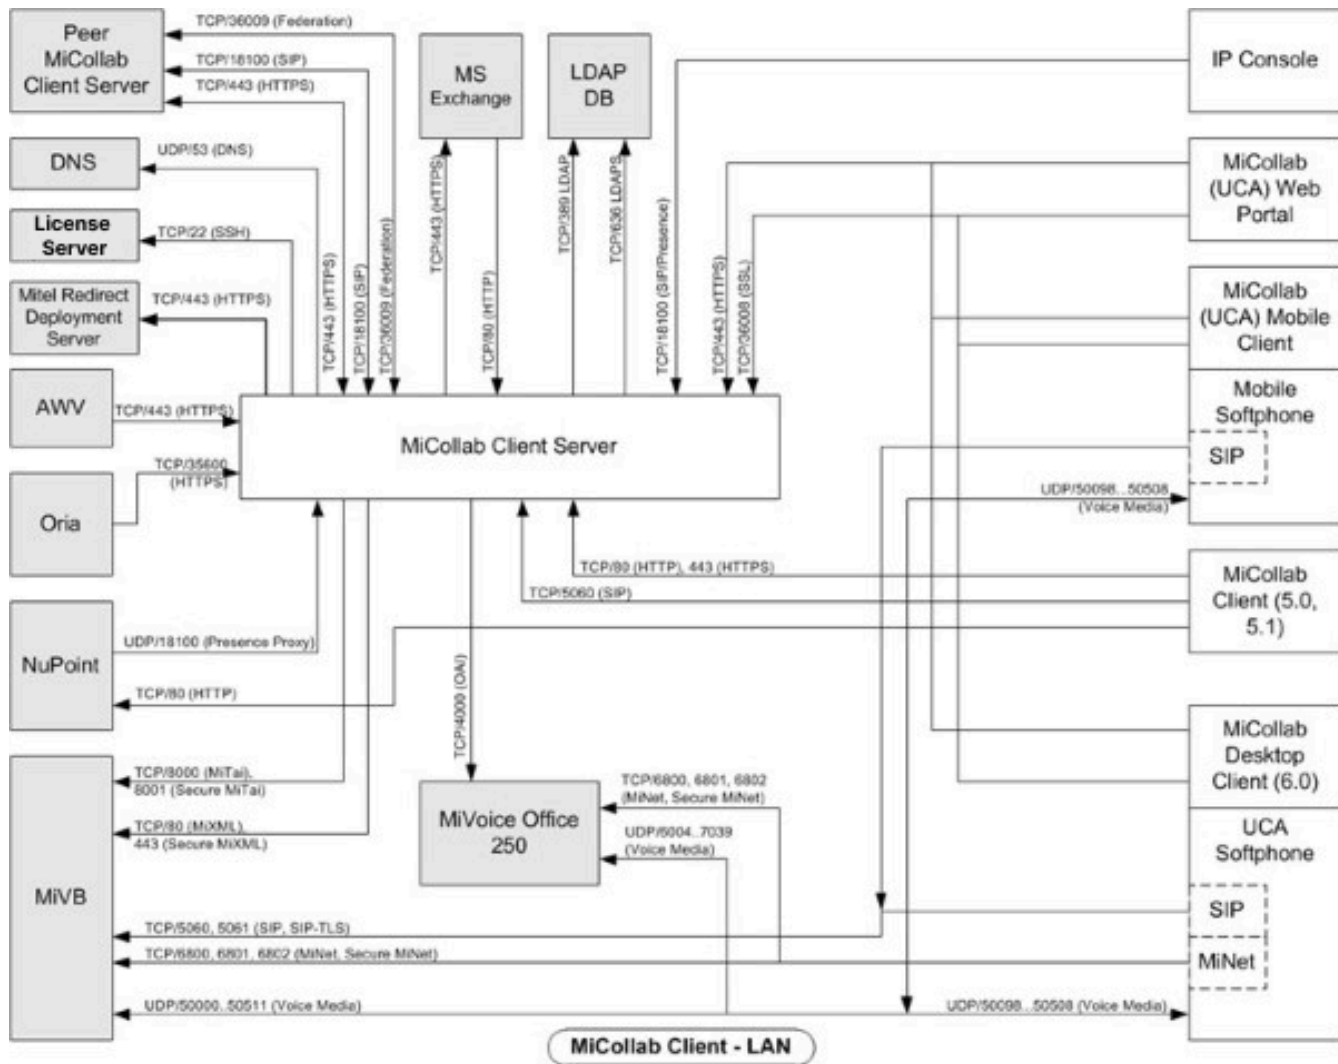 Peer
MiCollab
Client Server
TCP/36009 (Federation)
TCP/18100 (SIP)
TCP/443 (HTTPS)
MS
Exchange
LDAP
DB
IP Console
DNS
UDP/53 (DNS)
MiCollab
(UCA) Web
Portal
License
Server
TCP/22 (SSH)
Mitel Redirect
Deployment
Server
TCP/443 (HTTPS)
MiCollab
(UCA) Mobile
Client
TCP/443 (HTTPS)
TCP/18100 (SIP)
TCP/36009 (Federation)
TCP/443 (HTTPS)
TCP/80 (HTTP)
TCP/389 LDAP
TCP/636 LDAPS
TCP/18100 (SIP/Presence)
TCP/443 (HTTPS)
TCP/36008 (SSL)
AWV
TCP/443 (HTTPS)
MiCollab Client Server
Mobile
Softphone
SIP
UDP/50098...50508
(Voice Media)
Oria
TCP/35600
(HTTPS)
TCP/80 (HTTP), 443 (HTTPS)
TCP/5060 (SIP)
MiCollab
Client (5.0,
5.1)
NuPoint
UDP/18100 (Presence Proxy)
TCP/80 (HTTP)
TCP/4000 (OAI)
MiCollab
Desktop
Client (6.0)
MiVB
TCP/8000 (MiTai),
8001 (Secure MiTai)
TCP/80 (MiXML),
443 (Secure MiXML)
MiVoice Office
250
TCP/6800, 6801, 6802
(MiNet, Secure MiNet)
UDP/6004..7039
(Voice Media)
UCA
Softphone
SIP
MiNet
TCP/5060, 5061 (SIP, SIP-TLS)
TCP/6800, 6801, 6802 (MiNet, Secure MiNet)
UDP/50000..50511 (Voice Media)
UDP/50098...50508 (Voice Media)
MiCollab Client - LAN